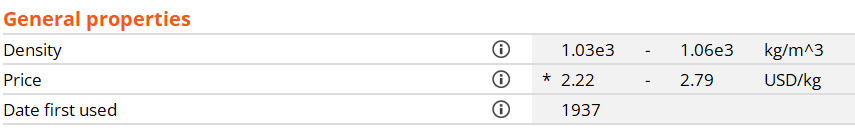 General properties
Density 1.03e3 - 1.06e3 kg/m^3
Price * 2.22 - 2.79 USD/kg
Date first used 1937